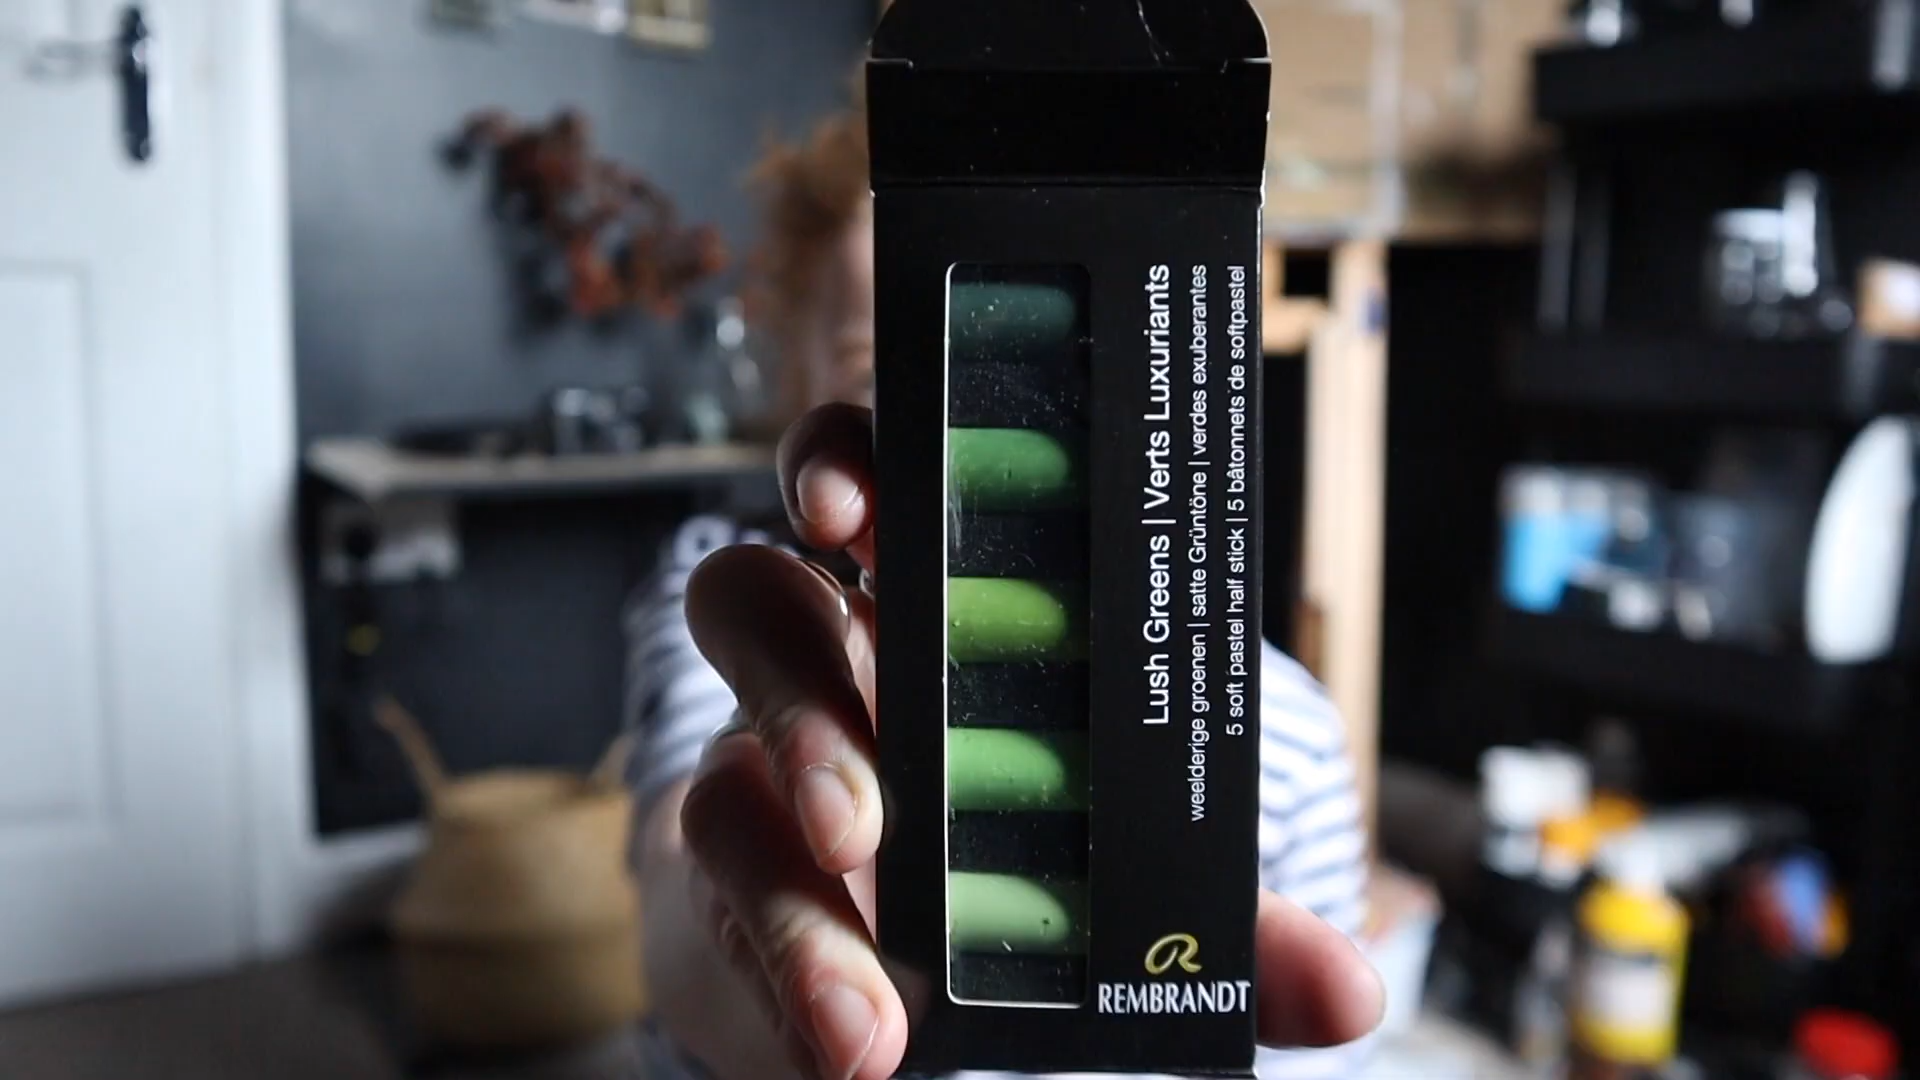 Lush Greens | Verts Luxuriants
weelderige groenen | satte Grüntöne | verdes exuberantes
5 soft pastel half stick | 5 bâtonnets de softpastel
REMBRANDT